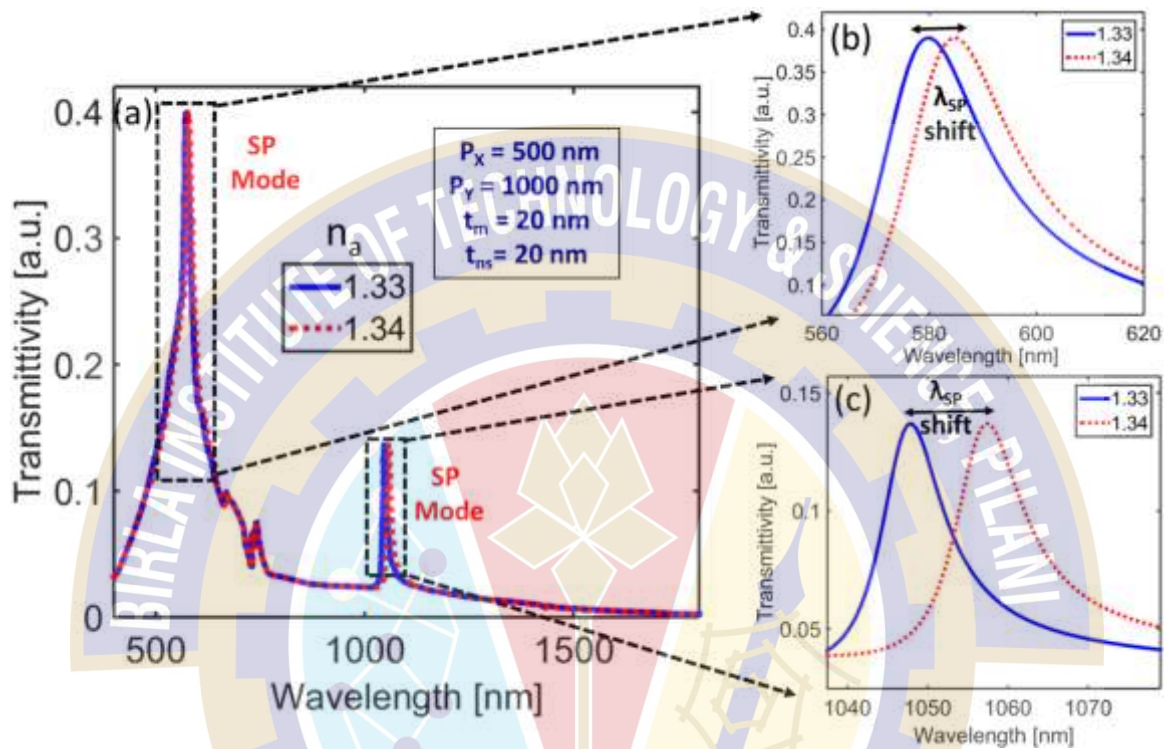 (a)
Transmittivity [a.u.]
0.4
0.3
0.2
0.1
0
500
1000
1500
Wavelength [nm]
SP
Mode
P_X = 500 nm
P_Y = 1000 nm
t_m = 20 nm
t_ns = 20 nm
n_a
1.33
1.34
SP
Mode
(b)
Transmittivity [a.u.]
0.4
0.35
0.3
0.25
0.2
0.15
0.1
560
580
600
620
Wavelength [nm]
1.33
1.34
λ_SP
shift
(c)
Transmittivity [a.u.]
0.15
0.1
0.05
1040
1050
1060
1070
Wavelength [nm]
1.33
1.34
λ_SP
shift
BIRLA INSTITUTE OF TECHNOLOGY & SCIENCE, PILANI